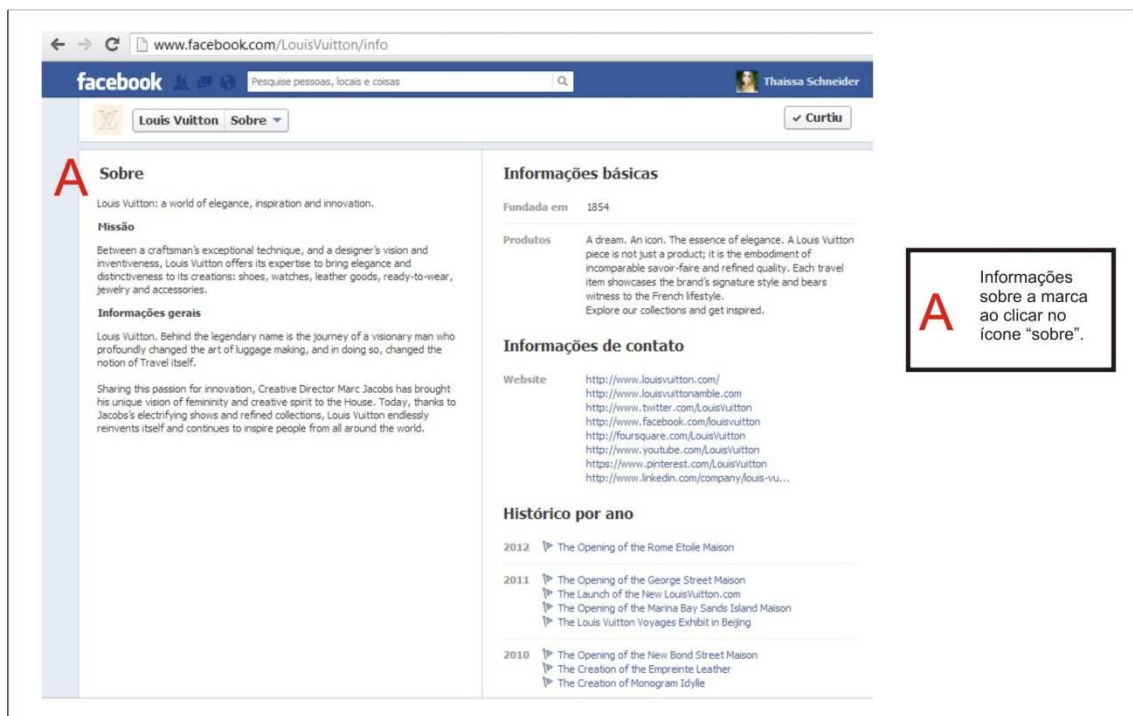 www.facebook.com/LouisVuitton/info
facebook
Pesquise pessoas, locais e coisas
Thaissa Schneider
Louis Vuitton Sobre
Curtiu
A
Sobre
Louis Vuitton: a world of elegance, inspiration and innovation.
Missão
Between a craftsman's exceptional technique, and a designer's vision and
inventiveness, Louis Vuitton offers its expertise to bring elegance and
distinctiveness to its creations: shoes, watches, leather goods, ready-to-wear,
jewelry and accessories.
Informações gerais
Louis Vuitton. Behind the legendary name is the journey of a visionary man who
profoundly changed the art of luggage making, and in doing so, changed the
notion of Travel itself.
Sharing this passion for innovation, Creative Director Marc Jacobs has brought
his unique vision of femininity and creative spirit to the House. Today, thanks to
Jacobs's electrifying shows and refined collections, Louis Vuitton endlessly
reinvents itself and continues to inspire people from all around the world.
Informações básicas
Fundada em 1854
Produtos A dream. An icon. The essence of elegance. A Louis Vuitton
piece is not just a product; it is the embodiment of
incomparable savoir-faire and refined quality. Each travel
item showcases the brand's signature style and bears
witness to the French lifestyle.
Explore our collections and get inspired.
Informações de contato
Website http://www.louisvuitton.com/
http://www.louisvuittonamble.com
http://www.twitter.com/LouisVuitton
http://www.facebook.com/louisvuitton
http://foursquare.com/LouisVuitton
http://www.youtube.com/LouisVuitton
https://www.pinterest.com/LouisVuitton
http://www.linkedin.com/company/louis-vu...
Histórico por ano
2012 The Opening of the Rome Etoile Maison
2011 The Opening of the George Street Maison
The Launch of the New LouisVuitton.com
The Opening of the Marina Bay Sands Island Maison
The Louis Vuitton Voyages Exhibit in Beijing
2010 The Opening of the New Bond Street Maison
The Creation of the Empreinte Leather
The Creation of Monogram Idylle
A
Informações
sobre a marca
ao clicar no
ícone “sobre”.